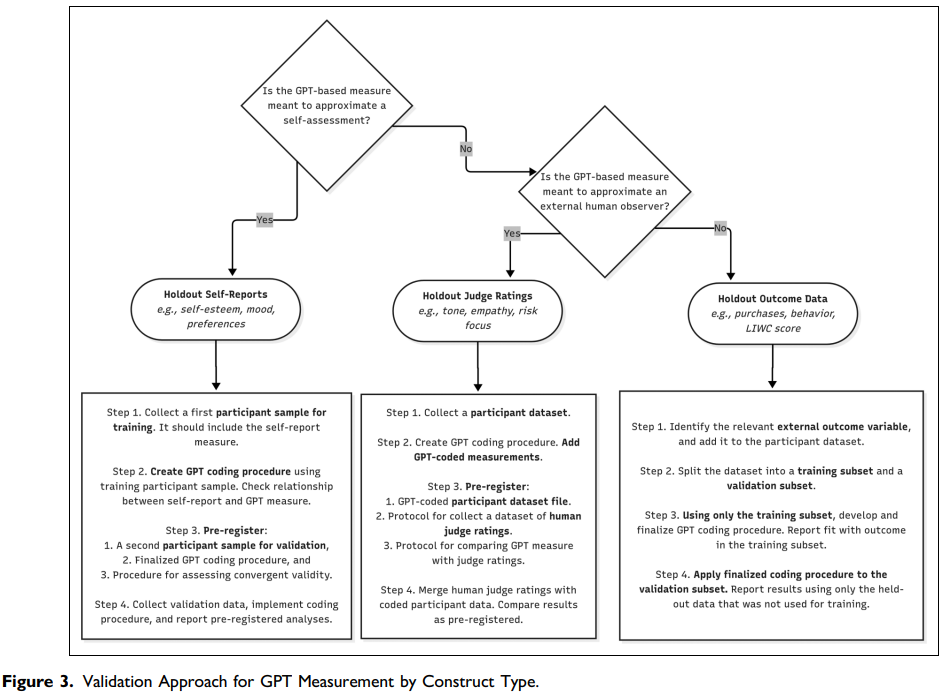 Is the GPT-based measure
meant to approximate a
self-assessment?
No
Is the GPT-based measure
meant to approximate an
external human observer?
Yes
Yes
No
Holdout Self-Reports
e.g., self-esteem, mood,
preferences
Holdout Judge Ratings
e.g., tone, empathy, risk
focus
Holdout Outcome Data
e.g., purchases, behavior,
LIWC score
Step 1. Collect a first participant sample for
training. It should include the self-report
measure.
Step 2. Create GPT coding procedure using
training participant sample. Check relationship
between self-report and GPT measure.
Step 3. Pre-register:
1. A second participant sample for validation,
2. Finalized GPT coding procedure, and
3. Procedure for assessing convergent validity.
Step 4. Collect validation data, implement coding
procedure, and report pre-registered analyses.
Step 1. Collect a participant dataset.
Step 2. Create GPT coding procedure. Add
GPT-coded measurements.
Step 3. Pre-register:
1. GPT-coded participant dataset file.
2. Protocol for collect a dataset of human
judge ratings.
3. Protocol for comparing GPT measure
with judge ratings.
Step 4. Merge human judge ratings with
coded participant data. Compare results
as pre-registered.
Step 1. Identify the relevant external outcome variable,
and add it to the participant dataset.
Step 2. Split the dataset into a training subset and a
validation subset.
Step 3. Using only the training subset, develop and
finalize GPT coding procedure. Report fit with outcome
in the training subset.
Step 4. Apply finalized coding procedure to the
validation subset. Report results using only the held-
out data that was not used for training.
Figure 3. Validation Approach for GPT Measurement by Construct Type.